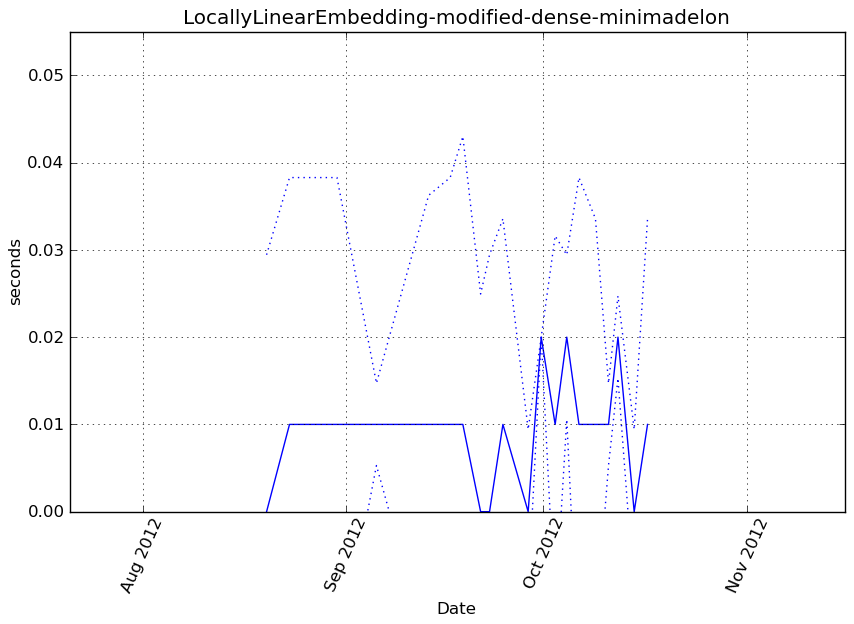 LocallyLinearEmbedding-modified-dense-minimadelon
0.05
0.04
0.03
0.02
0.01
0.00
seconds
Aug 2012
Sep 2012
Oct 2012
Nov 2012
Date